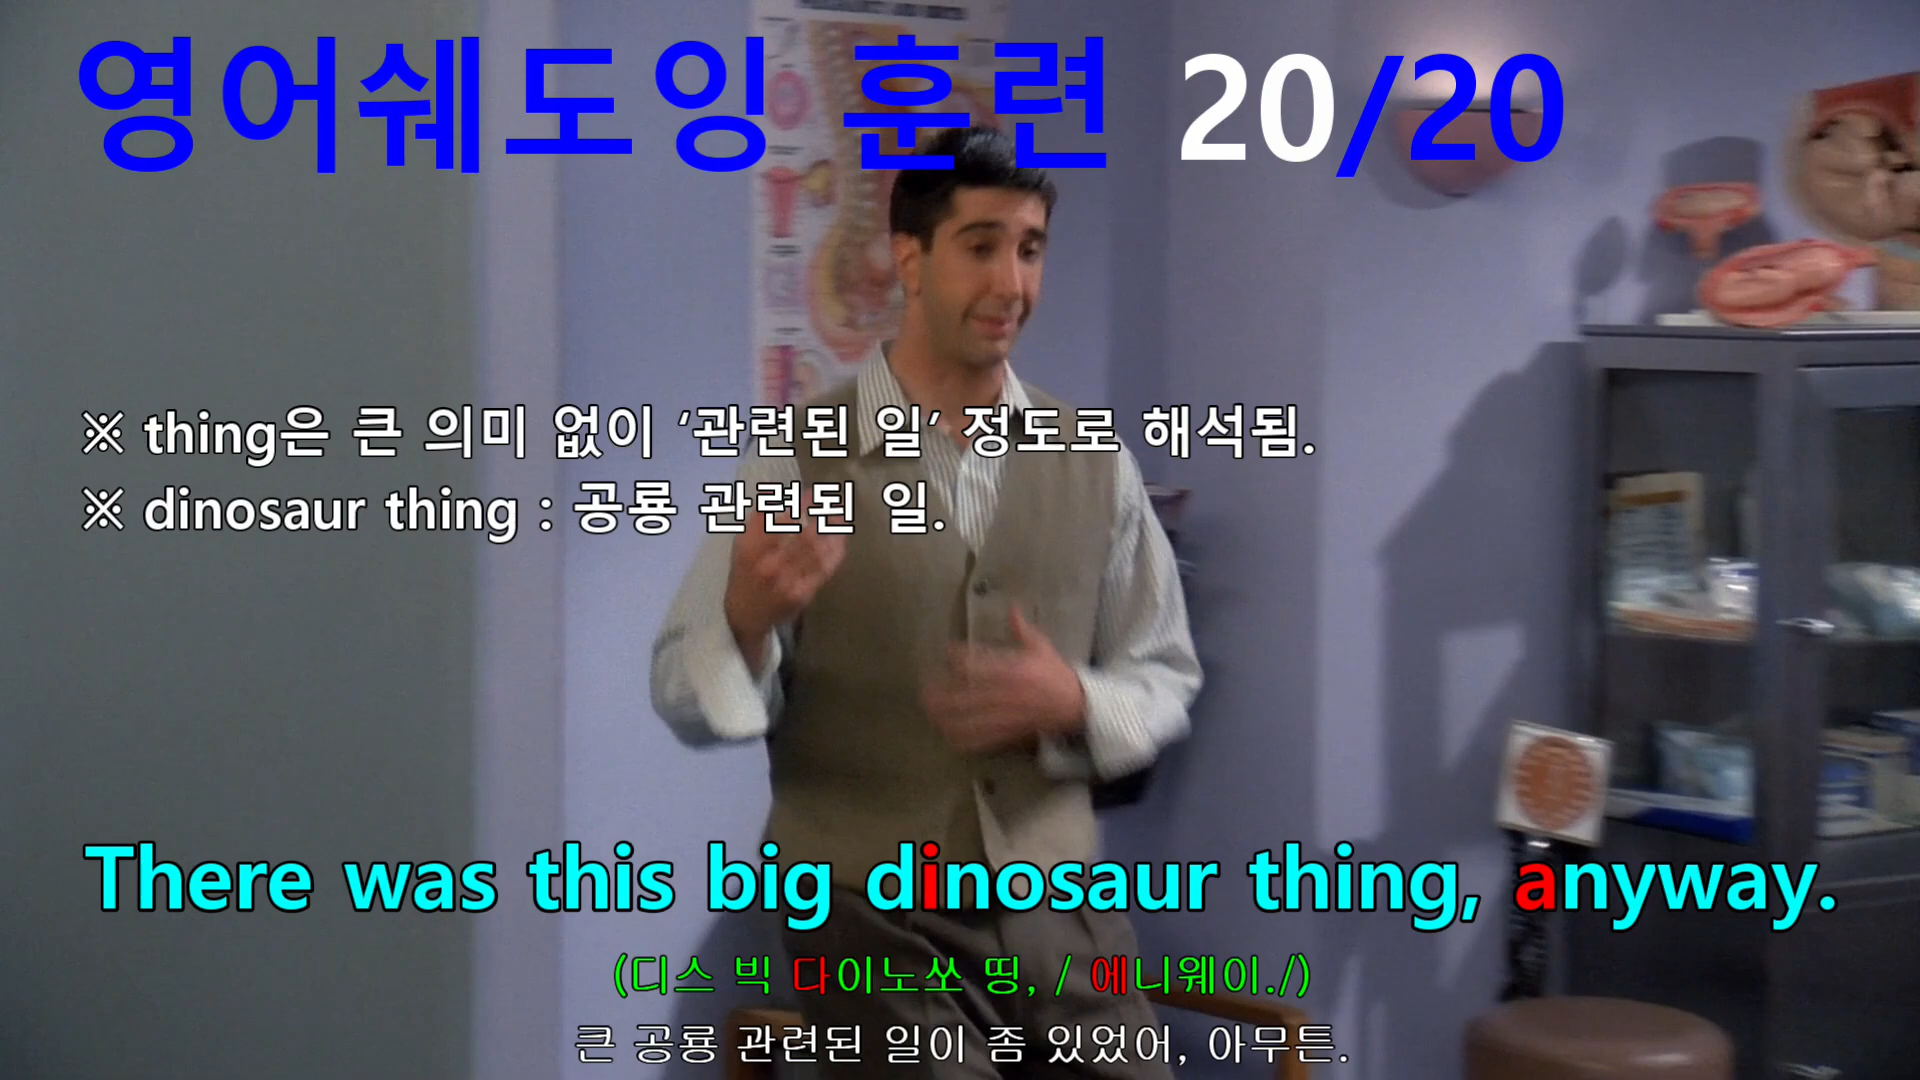 영어쉐도잉 훈련 20/20
※ thing은 큰 의미 없이 ‘관련된 일’ 정도로 해석됨.
※ dinosaur thing : 공룡 관련된 일.
There was this big dinosaur thing, anyway.
(디스 빅 다이노쏘 띵, / 에니웨이./)
큰 공룡 관련된 일이 좀 있었어, 아무튼.